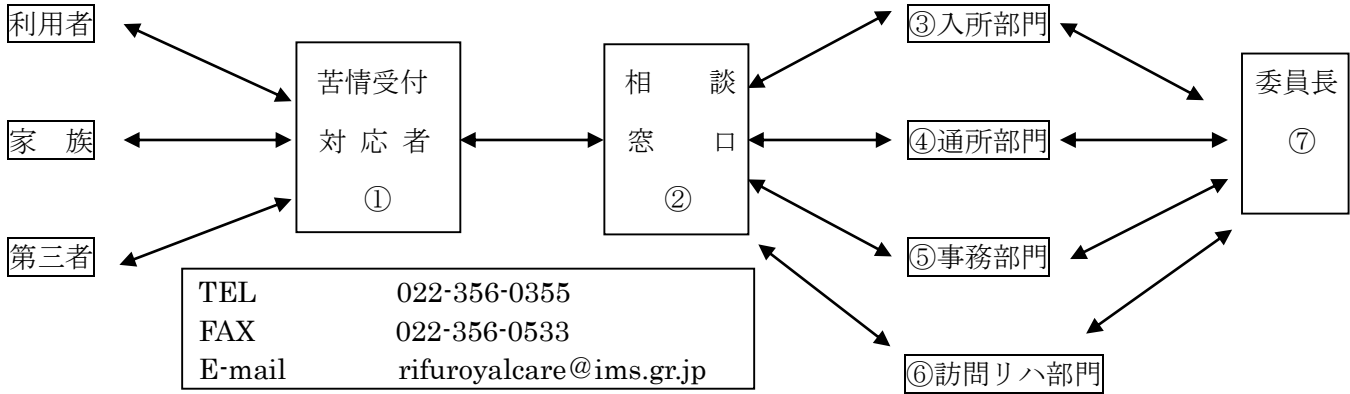 利用者
家　族
第三者
苦情受付
対 応 者
①
相　　談
窓　　口
②
③入所部門
④通所部門
⑤事務部門
⑥訪問リハ部門
委員長
⑦
TEL 022-356-0355
FAX 022-356-0533
E-mail rifuroyalcare@ims.gr.jp